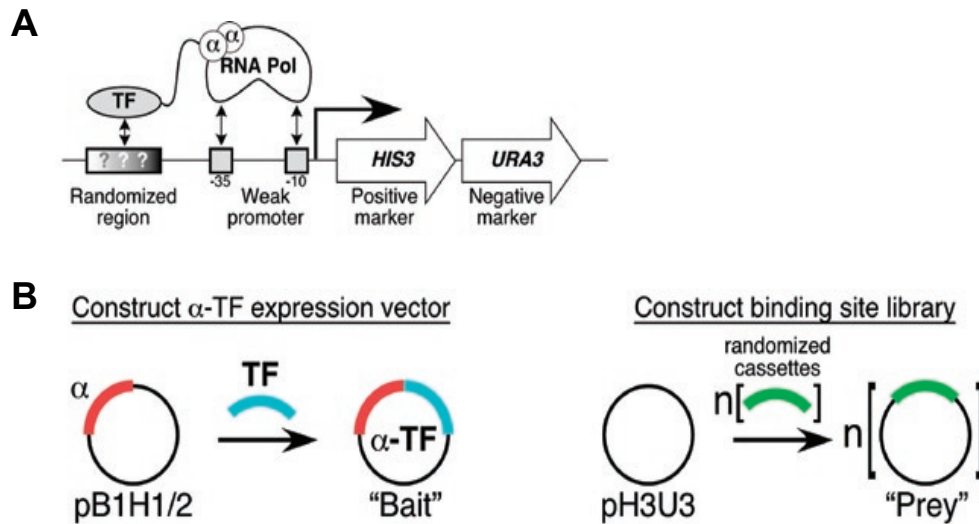 A
α α
RNA Pol
TF
? ? ?
HIS3
URA3
-35
-10
Randomized region
Weak promoter
Positive marker
Negative marker
B
Construct α-TF expression vector
Construct binding site library
α
TF
α-TF
pB1H1/2
"Bait"
randomized cassettes
n[ ]
n[ ]
pH3U3
"Prey"